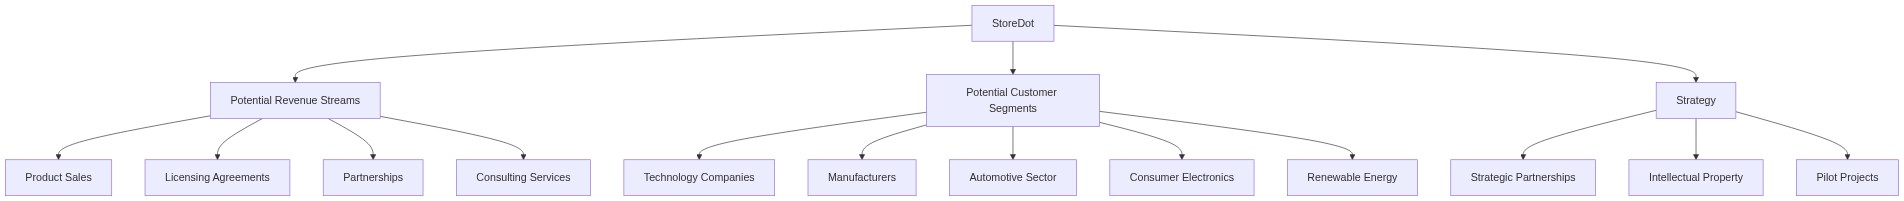 StoreDot
Potential Revenue Streams
Potential Customer
Segments
Strategy
Product Sales
Licensing Agreements
Partnerships
Consulting Services
Technology Companies
Manufacturers
Automotive Sector
Consumer Electronics
Renewable Energy
Strategic Partnerships
Intellectual Property
Pilot Projects